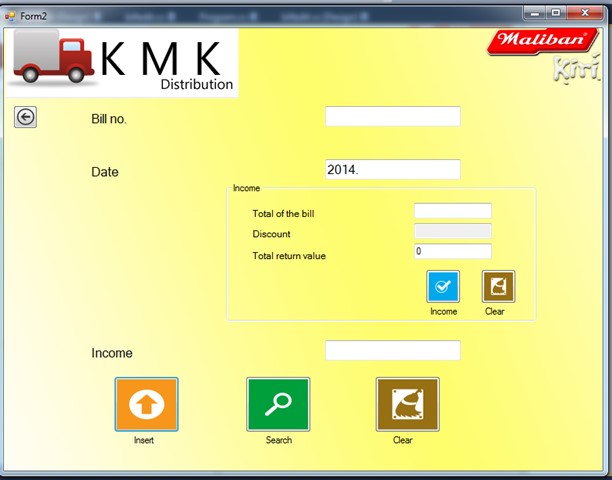 Form2
K M K
Distribution
Maliban
Kiri
Bill no.
Date
2014.
Income
Total of the bill
Discount
Total return value
0
Income
Clear
Income
Insert
Search
Clear